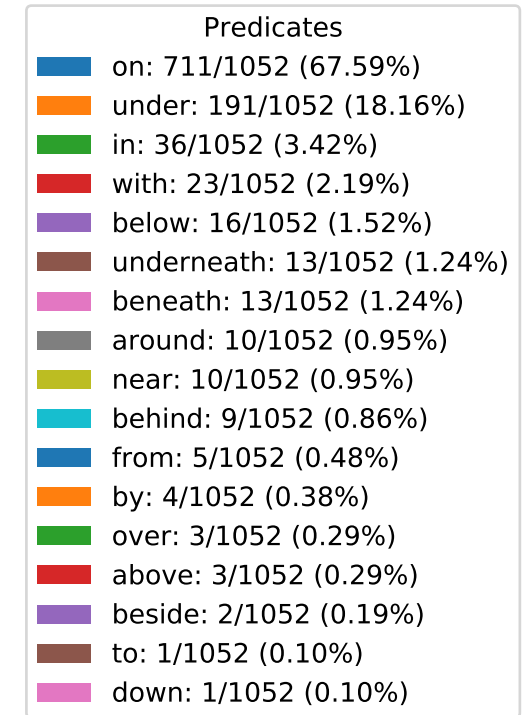 Predicates
on: 711/1052 (67.59%)
under: 191/1052 (18.16%)
in: 36/1052 (3.42%)
with: 23/1052 (2.19%)
below: 16/1052 (1.52%)
underneath: 13/1052 (1.24%)
beneath: 13/1052 (1.24%)
around: 10/1052 (0.95%)
near: 10/1052 (0.95%)
behind: 9/1052 (0.86%)
from: 5/1052 (0.48%)
by: 4/1052 (0.38%)
over: 3/1052 (0.29%)
above: 3/1052 (0.29%)
beside: 2/1052 (0.19%)
to: 1/1052 (0.10%)
down: 1/1052 (0.10%)